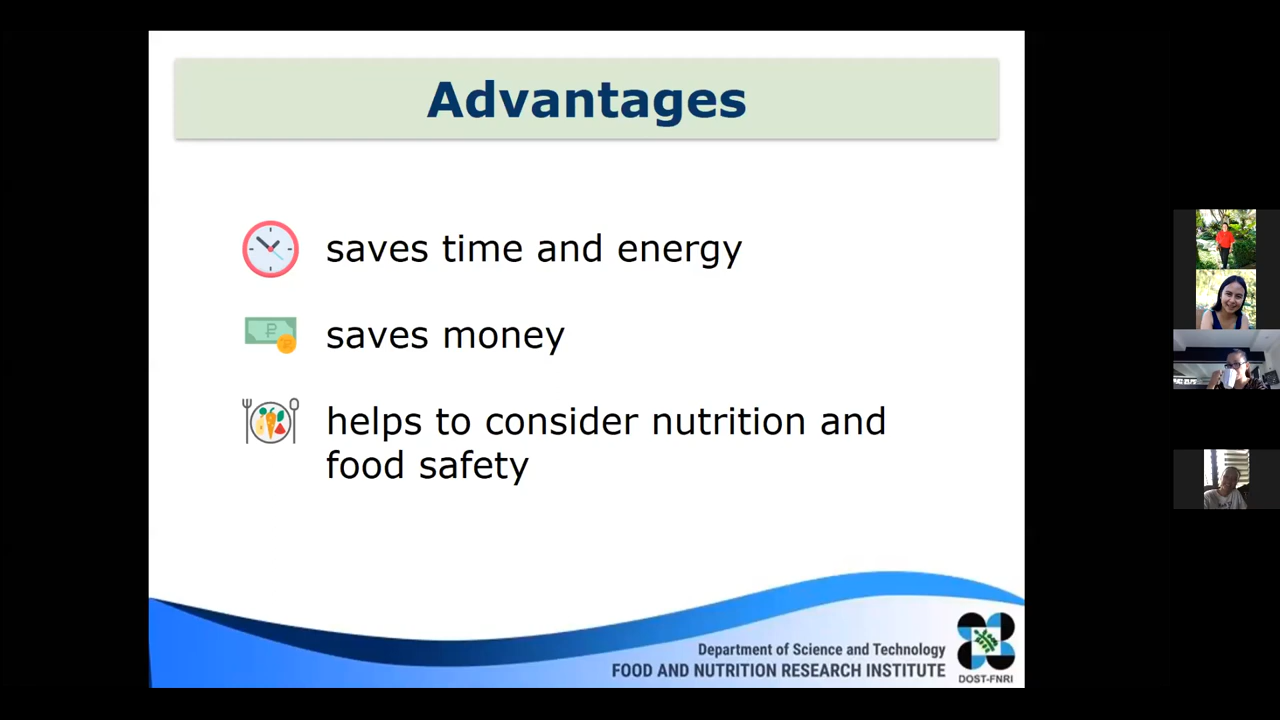 Advantages
saves time and energy
saves money
helps to consider nutrition and
food safety
Department of Science and Technology
FOOD AND NUTRITION RESEARCH INSTITUTE
DOST-FNRI